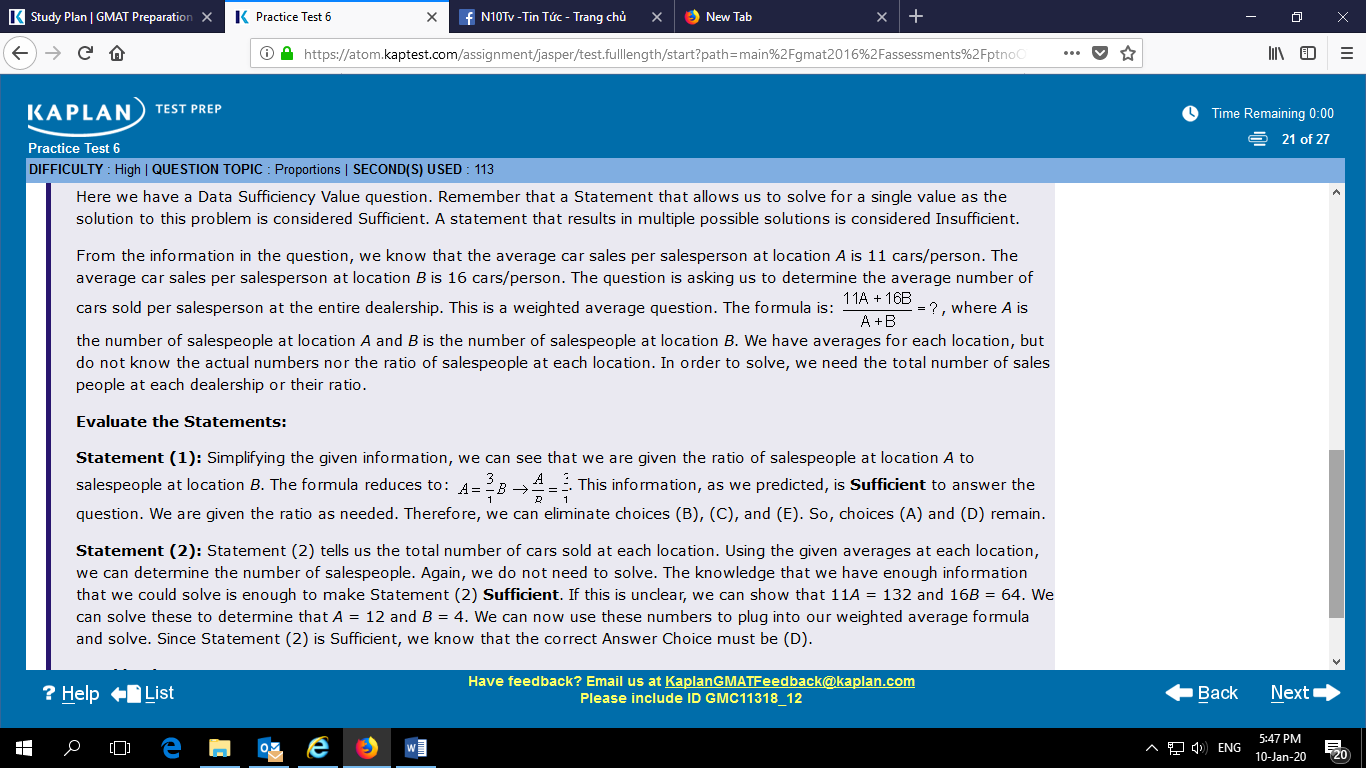 Study Plan | GMAT Preparation
Practice Test 6
N10Tv -Tin Tức - Trang chủ
New Tab
https://atom.kaptest.com/assignment/jasper/test.fulllength/start?path=main%2Fgmat2016%2Fassessments%2Fptno
KAPLAN TEST PREP
Time Remaining 0:00
Practice Test 6
21 of 27
DIFFICULTY : High | QUESTION TOPIC : Proportions | SECOND(S) USED : 113
Here we have a Data Sufficiency Value question. Remember that a Statement that allows us to solve for a single value as the
solution to this problem is considered Sufficient. A statement that results in multiple possible solutions is considered Insufficient.
From the information in the question, we know that the average car sales per salesperson at location A is 11 cars/person. The
average car sales per salesperson at location B is 16 cars/person. The question is asking us to determine the average number of
cars sold per salesperson at the entire dealership. This is a weighted average question. The formula is: (11A + 16B)/(A + B) = ?, where A is
the number of salespeople at location A and B is the number of salespeople at location B. We have averages for each location, but
do not know the actual numbers nor the ratio of salespeople at each location. In order to solve, we need the total number of sales
people at each dealership or their ratio.
Evaluate the Statements:
Statement (1): Simplifying the given information, we can see that we are given the ratio of salespeople at location A to
salespeople at location B. The formula reduces to: A = 3/1 B → A/B = 3/1. This information, as we predicted, is Sufficient to answer the
question. We are given the ratio as needed. Therefore, we can eliminate choices (B), (C), and (E). So, choices (A) and (D) remain.
Statement (2): Statement (2) tells us the total number of cars sold at each location. Using the given averages at each location,
we can determine the number of salespeople. Again, we do not need to solve. The knowledge that we have enough information
that we could solve is enough to make Statement (2) Sufficient. If this is unclear, we can show that 11A = 132 and 16B = 64. We
can solve these to determine that A = 12 and B = 4. We can now use these numbers to plug into our weighted average formula
and solve. Since Statement (2) is Sufficient, we know that the correct Answer Choice must be (D).
? Help
List
Have feedback? Email us at KaplanGMATFeedback@kaplan.com
Please include ID GMC11318_12
Back
Next
ENG
5:47 PM
10-Jan-20
20